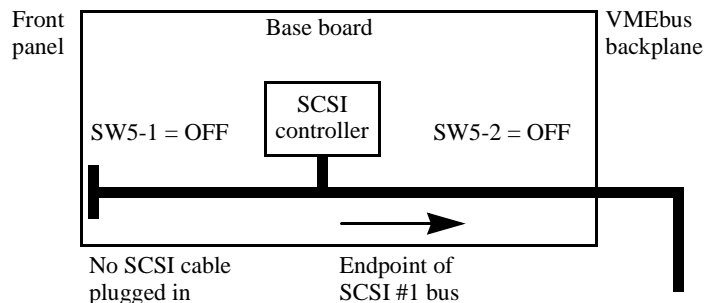 Front
panel
Base board
VMEbus
backplane
SCSI
controller
SW5-1 = OFF
SW5-2 = OFF
No SCSI cable
plugged in
Endpoint of
SCSI #1 bus